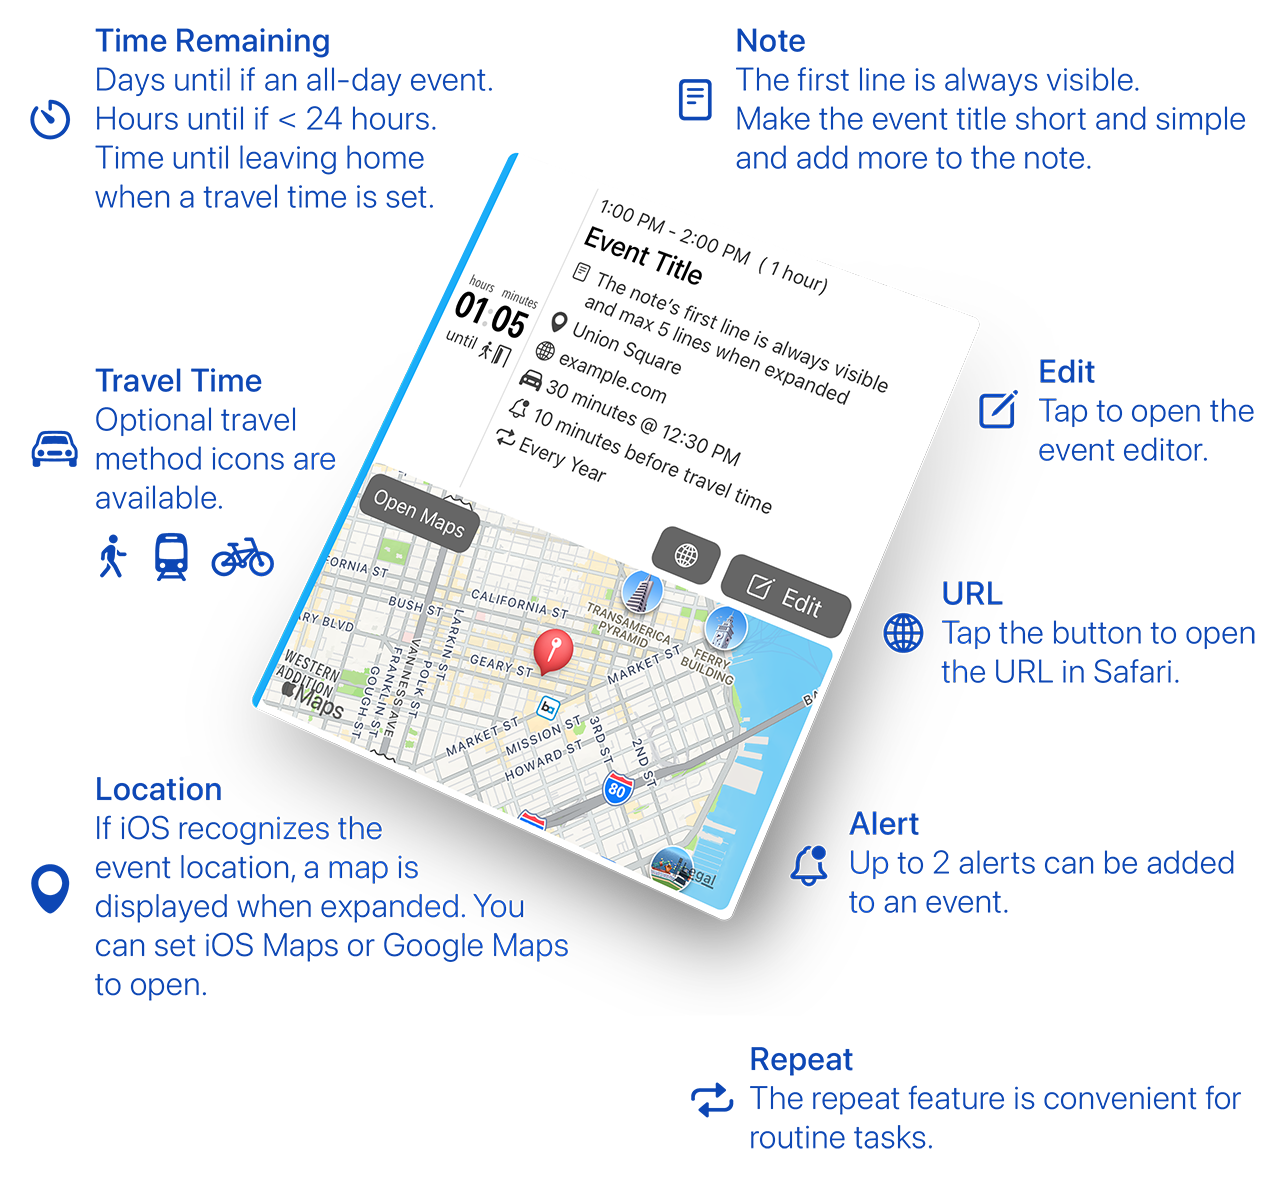 Time Remaining
Days until if an all-day event.
Hours until if < 24 hours.
Time until leaving home
when a travel time is set.
Note
The first line is always visible.
Make the event title short and simple
and add more to the note.
1:00 PM - 2:00 PM ( 1 hour)
Event Title
The note's first line is always visible
and max 5 lines when expanded
hours minutes
01:05
until
Union Square
example.com
30 minutes @ 12:30 PM
10 minutes before travel time
Every Year
Travel Time
Optional travel
method icons are
available.
Edit
Tap to open the
event editor.
Open Maps
Edit
FORNIA ST
BUSH ST
CALIFORNIA ST
TRANSAMERICA
PYRAMID
FERRY
BUILDING
ARY BLVD
WESTERN
ADDITION
Maps
GOUGH ST
FRANKLIN ST
VAN NESS AVE
POLK ST
LARKIN ST
GEARY ST
MARKET ST
MARKET ST
MISSION ST
HOWARD ST
3RD ST
2ND ST
80
BA
b
egal
URL
Tap the button to open
the URL in Safari.
Location
If iOS recognizes the
event location, a map is
displayed when expanded. You
can set iOS Maps or Google Maps
to open.
Alert
Up to 2 alerts can be added
to an event.
Repeat
The repeat feature is convenient for
routine tasks.